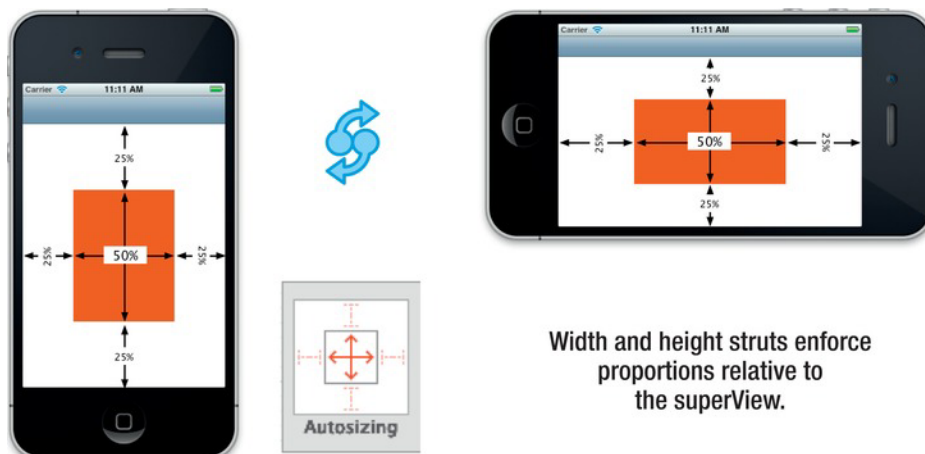 Carrier 11:11 AM
25%
25% 50% 25%
25%
Autosizing
Carrier 11:11 AM
25%
25% 50% 25%
25%
Width and height struts enforce
proportions relative to
the superView.